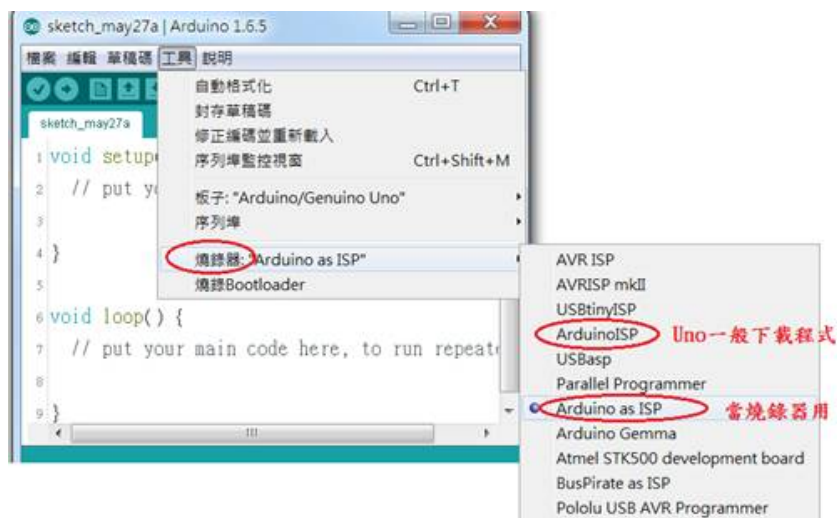 sketch_may27a | Arduino 1.6.5
檔案 編輯 草稿碼 工具 說明
自動格式化 Ctrl+T
封存草稿碼
修正編碼並重新載入
序列埠監控視窗 Ctrl+Shift+M
板子: "Arduino/Genuino Uno"
序列埠
燒錄器: "Arduino as ISP"
燒錄Bootloader
sketch_may27a
1 void setup
2 // put yo
3
4 }
5
6 void loop() {
7 // put your main code here, to run repeate
8
9 }
AVR ISP
AVRISP mkII
USBtinyISP
ArduinoISP Uno一般下載程式
USBasp
Parallel Programmer
Arduino as ISP 當燒錄器用
Arduino Gemma
Atmel STK500 development board
BusPirate as ISP
Pololu USB AVR Programmer